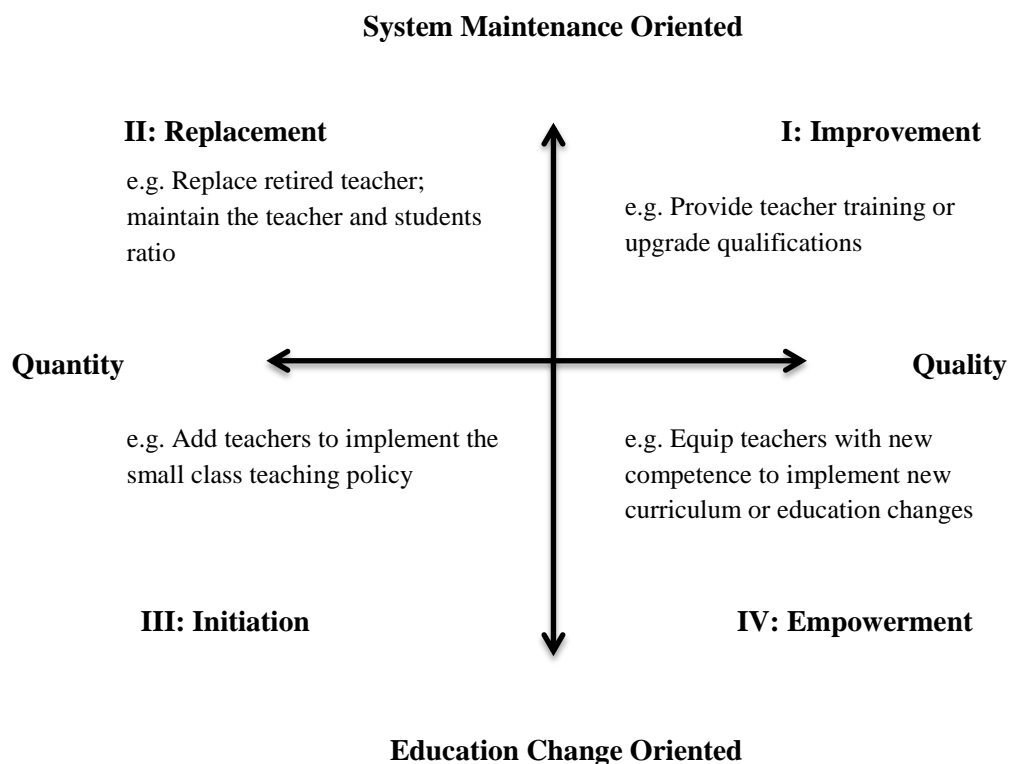 System Maintenance Oriented
II: Replacement
e.g. Replace retired teacher;
maintain the teacher and students
ratio
I: Improvement
e.g. Provide teacher training or
upgrade qualifications
Quantity
Quality
e.g. Add teachers to implement the
small class teaching policy
III: Initiation
e.g. Equip teachers with new
competence to implement new
curriculum or education changes
IV: Empowerment
Education Change Oriented